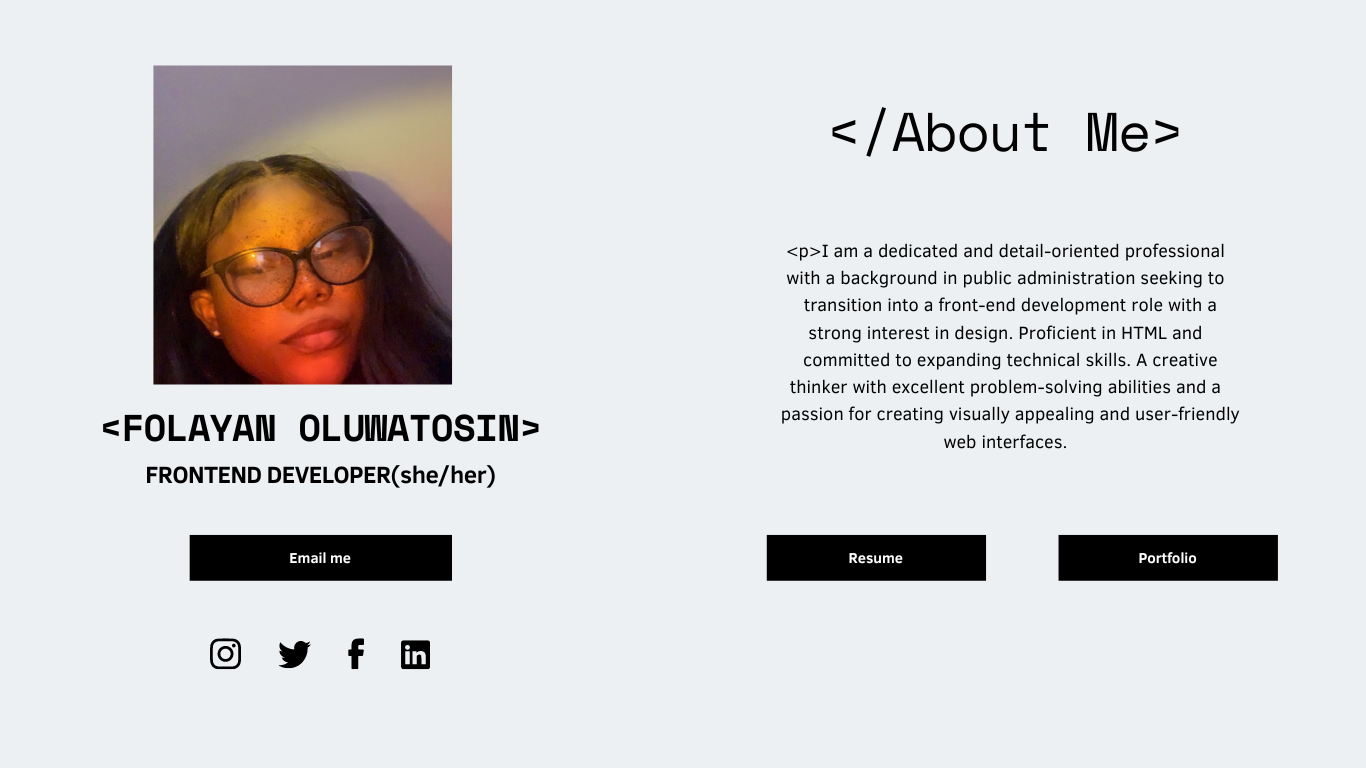 <FOLAYAN OLUWATOSIN>
FRONTEND DEVELOPER(she/her)
Email me
</About Me>
<p>I am a dedicated and detail-oriented professional
with a background in public administration seeking to
transition into a front-end development role with a
strong interest in design. Proficient in HTML and
committed to expanding technical skills. A creative
thinker with excellent problem-solving abilities and a
passion for creating visually appealing and user-friendly
web interfaces.
Resume
Portfolio